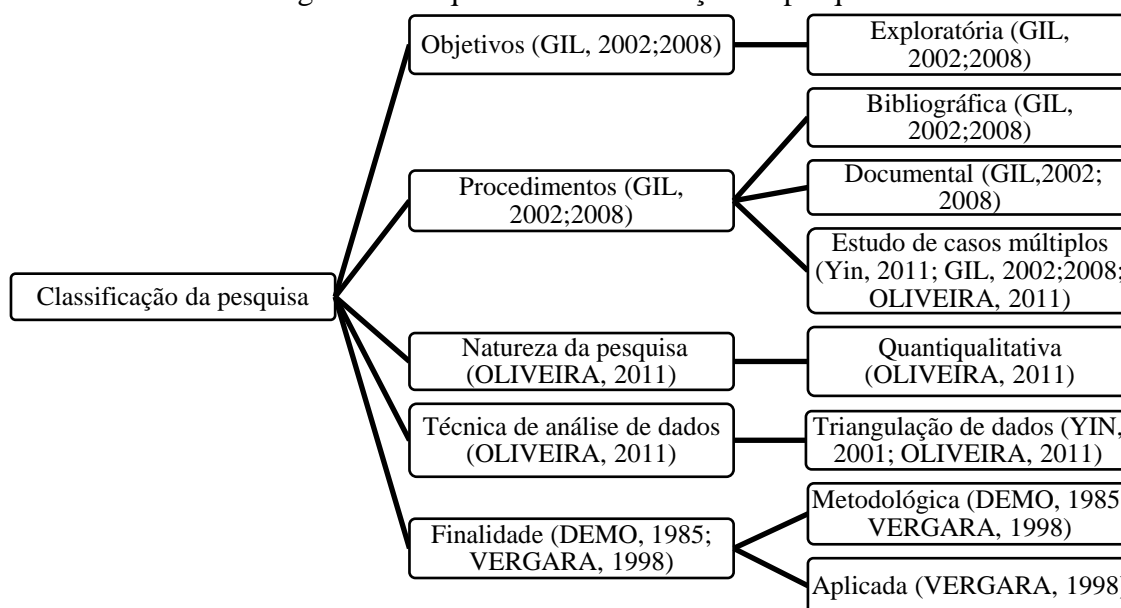 Objetivos (GIL, 2002;2008)
Exploratória (GIL,
2002;2008)
Bibliográfica (GIL,
2002;2008)
Procedimentos (GIL,
2002;2008)
Documental (GIL,2002;
2008)
Estudo de casos múltiplos
(Yin, 2011; GIL, 2002;2008;
OLIVEIRA, 2011)
Classificação da pesquisa
Natureza da pesquisa
(OLIVEIRA, 2011)
Quantiqualitativa
(OLIVEIRA, 2011)
Técnica de análise de dados
(OLIVEIRA, 2011)
Triangulação de dados (YIN,
2001; OLIVEIRA, 2011)
Finalidade (DEMO, 1985;
VERGARA, 1998)
Metodológica (DEMO, 1985
VERGARA, 1998)
Aplicada (VERGARA, 1998)